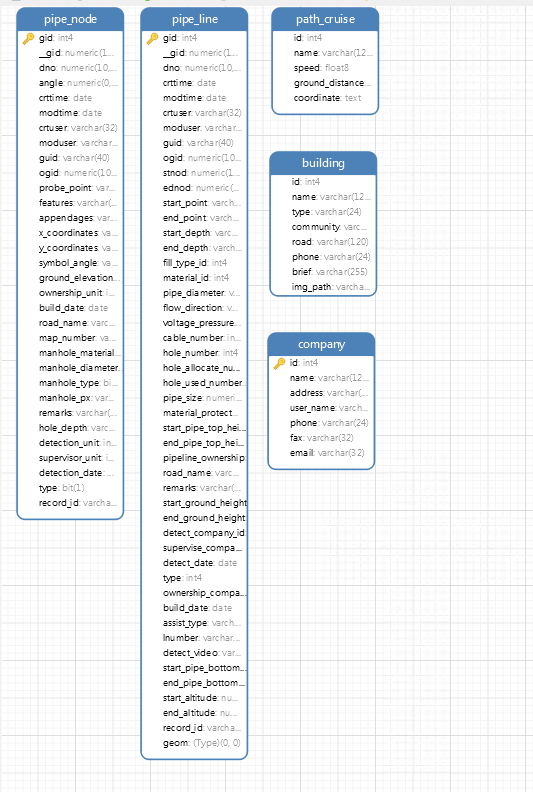 pipe_node
gid: int4
__gid: numeric(1...
dno: numeric(10,...
angle: numeric(0,...
crttime: date
modtime: date
crtuser: varchar(32)
moduser: varchar...
guid: varchar(40)
ogid: numeric(10...
probe_point: var...
features: varchar(...
appendages: var...
x_coordinates: va...
y_coordinates: va...
symbol_angle: va...
ground_elevation...
ownership_unit: i...
build_date: date
road_name: varc...
map_number: va...
manhole_material...
manhole_diameter...
manhole_type: bi...
manhole_px: var...
remarks: varchar(...
hole_depth: varc...
detection_unit: in...
supervisor_unit: i...
detection_date: ...
type: bit(1)
record_id: varcha...
pipe_line
gid: int4
__gid: numeric(1...
dno: numeric(10,...
crttime: date
modtime: date
crtuser: varchar(32)
moduser: varchar...
guid: varchar(40)
ogid: numeric(10...
stnod: numeric(1...
ednod: numeric(...
start_point: varch...
end_point: varch...
start_depth: varc...
end_depth: varch...
fill_type_id: int4
material_id: int4
pipe_diameter: v...
flow_direction: v...
voltage_pressure...
cable_number: in...
hole_number: int4
hole_allocate_nu...
hole_used_number...
pipe_size: numeri...
material_protect...
start_pipe_top_hei...
end_pipe_top_hei...
pipeline_ownership
road_name: varc...
remarks: varchar(...
start_ground_height
end_ground_height
detect_company_id:
supervise_compa...
detect_date: date
type: int4
ownership_compa...
build_date: date
assist_type: varch...
lnumber: varchar...
detect_video: var...
start_pipe_bottom...
end_pipe_bottom...
start_altitude: nu...
end_altitude: nu...
record_id: varcha...
geom: (Type)(0, 0)
path_cruise
id: int4
name: varchar(12...
speed: float8
ground_distance...
coordinate: text
building
id: int4
name: varchar(12...
type: varchar(24)
community: varc...
road: varchar(120)
phone: varchar(24)
brief: varchar(255)
img_path: varcha...
company
id: int4
name: varchar(12...
address: varchar(...
user_name: varch...
phone: varchar(24)
fax: varchar(32)
email: varchar(32)